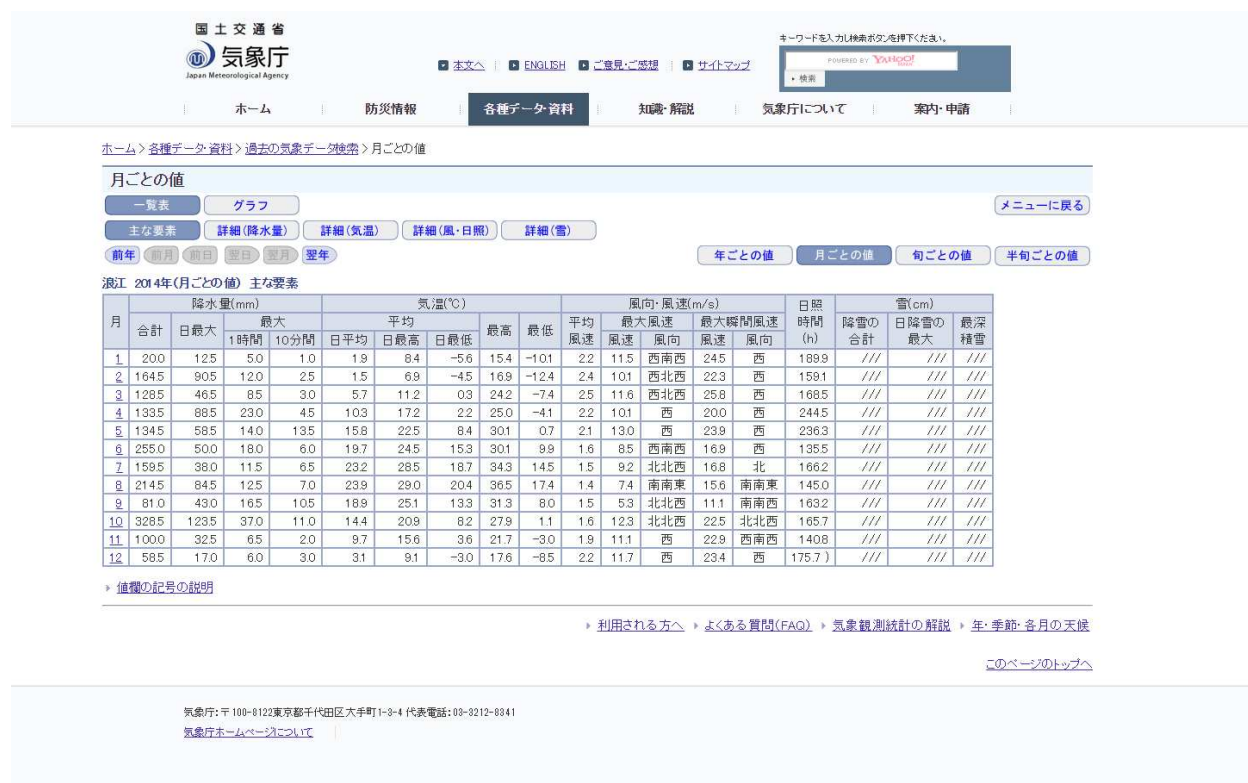 国土交通省
気象庁
Japan Meteorological Agency
本文へ ENGLISH ご意見・ご感想 サイトマップ
キーワードを入力し検索ボタンを押下ください。
POWERED BY YAHOO! JAPAN
検索
ホーム 防災情報 各種データ・資料 知識・解説 気象庁について 案内・申請
ホーム > 各種データ・資料 > 過去の気象データ検索 > 月ごとの値
月ごとの値
一覧表 グラフ メニューに戻る
主な要素 詳細(降水量) 詳細(気温) 詳細(風・日照) 詳細(雪)
前年 前月 前日 翌日 翌月 翌年 年ごとの値 月ごとの値 旬ごとの値 半旬ごとの値
浪江 2014年(月ごとの値) 主な要素
月 降水量(mm) 気温(℃) 風向・風速(m/s) 日照時間(h) 雪(cm)
合計 日最大 最大 平均 最高 最低 平均風速 最大風速 最大瞬間風速 降雪の合計 日降雪の最大 最深積雪
1時間 10分間 日平均 日最高 日最低 風速 風向 風速 風向
1 20.0 12.5 5.0 1.0 1.9 8.4 -5.6 15.4 -10.1 2.2 11.5 西南西 24.5 西 189.9 /// /// ///
2 164.5 90.5 12.0 2.5 1.5 6.9 -4.5 16.9 -12.4 2.4 10.1 西北西 22.3 西 159.1 /// /// ///
3 128.5 46.5 8.5 3.0 5.7 11.2 0.3 24.2 -7.4 2.5 11.6 西北西 25.8 西 168.5 /// /// ///
4 133.5 88.5 23.0 4.5 10.3 17.2 2.2 25.0 -4.1 2.2 10.1 西 20.0 西 244.5 /// /// ///
5 134.5 58.5 14.0 13.5 15.8 22.5 8.4 30.1 0.7 2.1 13.0 西 23.9 西 236.3 /// /// ///
6 255.0 50.0 18.0 6.0 19.7 24.5 15.3 30.1 9.9 1.6 8.5 西南西 16.9 西 135.5 /// /// ///
7 159.5 38.0 11.5 6.5 23.2 28.5 18.7 34.3 14.5 1.5 9.2 北北西 16.8 北 166.2 /// /// ///
8 214.5 84.5 12.5 7.0 23.9 29.0 20.4 36.5 17.4 1.4 7.4 南南東 15.6 南南東 145.0 /// /// ///
9 81.0 43.0 16.5 10.5 18.9 25.1 13.3 31.3 8.0 1.5 5.3 北北西 11.1 南南西 163.2 /// /// ///
10 328.5 123.5 37.0 11.0 14.4 20.9 8.2 27.9 1.1 1.6 12.3 北北西 22.5 北北西 165.7 /// /// ///
11 100.0 32.5 6.5 2.0 9.7 15.6 3.6 21.7 -3.0 1.9 11.1 西 22.9 西南西 140.8 /// /// ///
12 58.5 17.0 6.0 3.0 3.1 9.1 -3.0 17.6 -8.5 2.2 11.7 西 23.4 西 175.7 ) /// /// ///
値欄の記号の説明
利用される方へ よくある質問(FAQ) 気象観測統計の解説 年・季節・各月の天候
このページのトップへ
気象庁:〒100-8122東京都千代田区大手町1-3-4 代表電話:03-3212-8341
気象庁ホームページについて